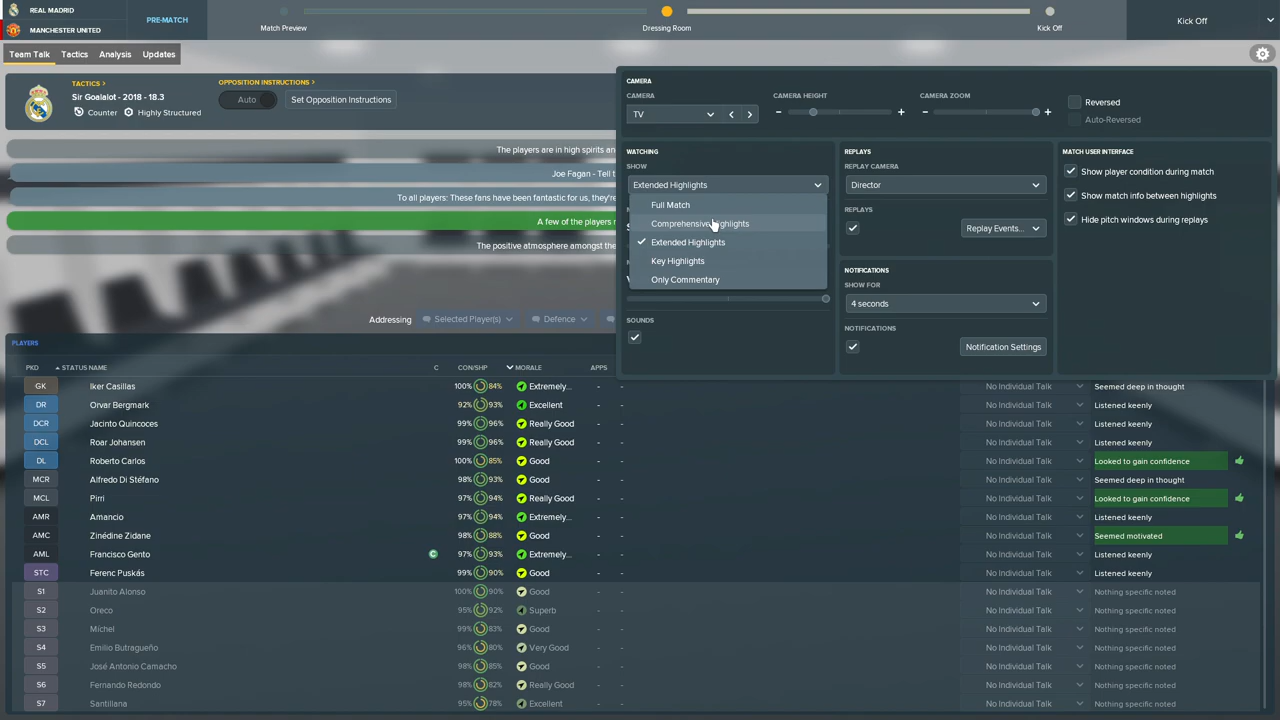 REAL MADRID
MANCHESTER UNITED
PRE-MATCH
Match Preview
Dressing Room
Kick Off
Kick Off
Team Talk
Tactics
Analysis
Updates
TACTICS >
Sir Goalalot - 2018 - 18.3
Counter
Highly Structured
OPPOSITION INSTRUCTIONS >
Auto
Set Opposition Instructions
The players are in high spirits an
Joe Fagan - Tell t
To all players: These fans have been fantastic for us, they're
A few of the players
The positive atmosphere amongst the
Addressing
Selected Player(s)
Defence
CAMERA
CAMERA
TV
CAMERA HEIGHT
CAMERA ZOOM
Reversed
Auto-Reversed
WATCHING
SHOW
Extended Highlights
Full Match
Comprehensive Highlights
Extended Highlights
Key Highlights
Only Commentary
SOUNDS
REPLAYS
REPLAY CAMERA
Director
REPLAYS
Replay Events...
NOTIFICATIONS
SHOW FOR
4 seconds
NOTIFICATIONS
Notification Settings
MATCH USER INTERFACE
Show player condition during match
Show match info between highlights
Hide pitch windows during replays
PLAYERS
PKD STATUS NAME C CON/SHP MORALE APPS
GK Iker Casillas 100% 84% Extremely... - - No Individual Talk Seemed deep in thought
DR Orvar Bergmark 92% 93% Excellent - - No Individual Talk Listened keenly
DCR Jacinto Quincoces 99% 96% Really Good - - No Individual Talk Listened keenly
DCL Roar Johansen 99% 96% Really Good - - No Individual Talk Listened keenly
DL Roberto Carlos 100% 85% Good - - No Individual Talk Looked to gain confidence
MCR Alfredo Di Stéfano 98% 93% Good - - No Individual Talk Seemed deep in thought
MCL Pirri 97% 94% Really Good - - No Individual Talk Looked to gain confidence
AMR Amancio 97% 94% Extremely... - - No Individual Talk Listened keenly
AMC Zinédine Zidane 98% 88% Good - - No Individual Talk Seemed motivated
AML Francisco Gento C 97% 93% Extremely... - - No Individual Talk Listened keenly
STC Ferenc Puskás 99% 90% Good - - No Individual Talk Listened keenly
S1 Juanito Alonso 100% 90% Good - - No Individual Talk Nothing specific noted
S2 Oreco 95% 92% Superb - - No Individual Talk Nothing specific noted
S3 Míchel 99% 83% Good - - No Individual Talk Nothing specific noted
S4 Emilio Butragueño 96% 80% Very Good - - No Individual Talk Nothing specific noted
S5 José Antonio Camacho 98% 85% Good - - No Individual Talk Nothing specific noted
S6 Fernando Redondo 98% 82% Really Good - - No Individual Talk Nothing specific noted
S7 Santillana 95% 78% Excellent - - No Individual Talk Nothing specific noted